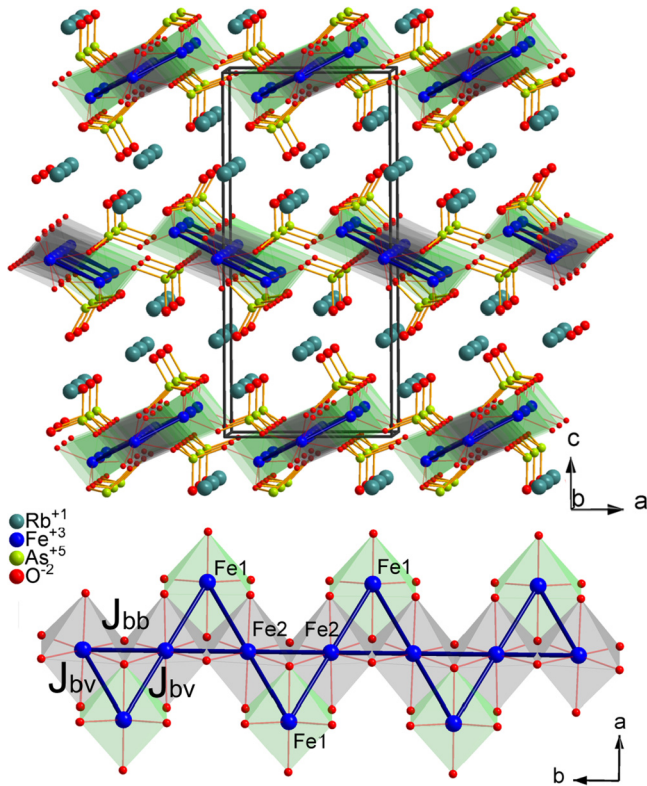 c
b a
Rb+1
Fe+3
As+5
O-2
Fe1 Fe1
Jbb
Fe2 Fe2
Jbv Jbv
Fe1
a
b